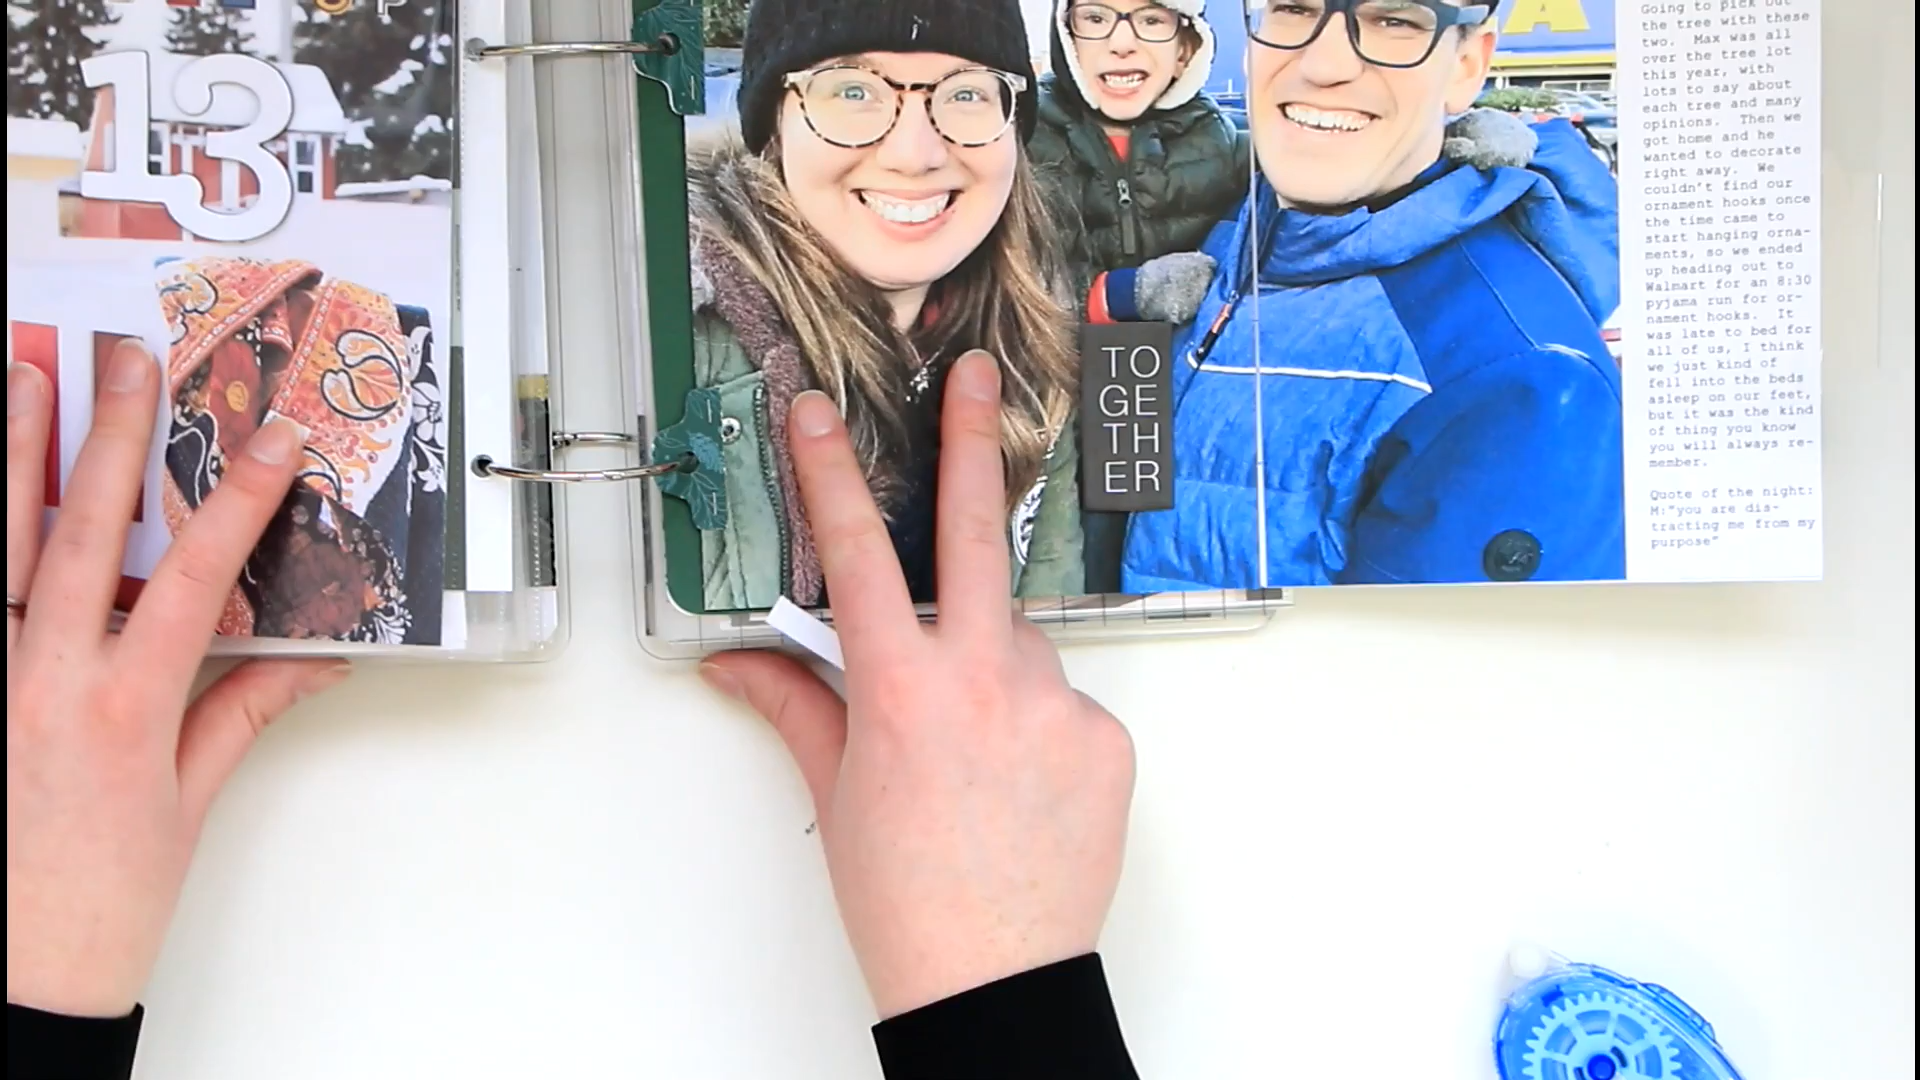 13
A
TO
GE
TH
ER
Going to pick out
the tree with these
two. Max was all
over the tree lot
this year, with
lots to say about
each tree and many
opinions. Then we
got home and he
wanted to decorate
right away. We
couldn't find our
ornament hooks once
the time came to
start hanging orna-
ments, so we ended
up heading out to
Walmart for an 8:30
pyjama run for or-
nament hooks. It
was late to bed for
all of us, I think
we just kind of
fell into the beds
asleep on our feet,
but it was the kind
of thing you know
you will always re-
member.
Quote of the night:
M:"you are dis-
tracting me from my
purpose"